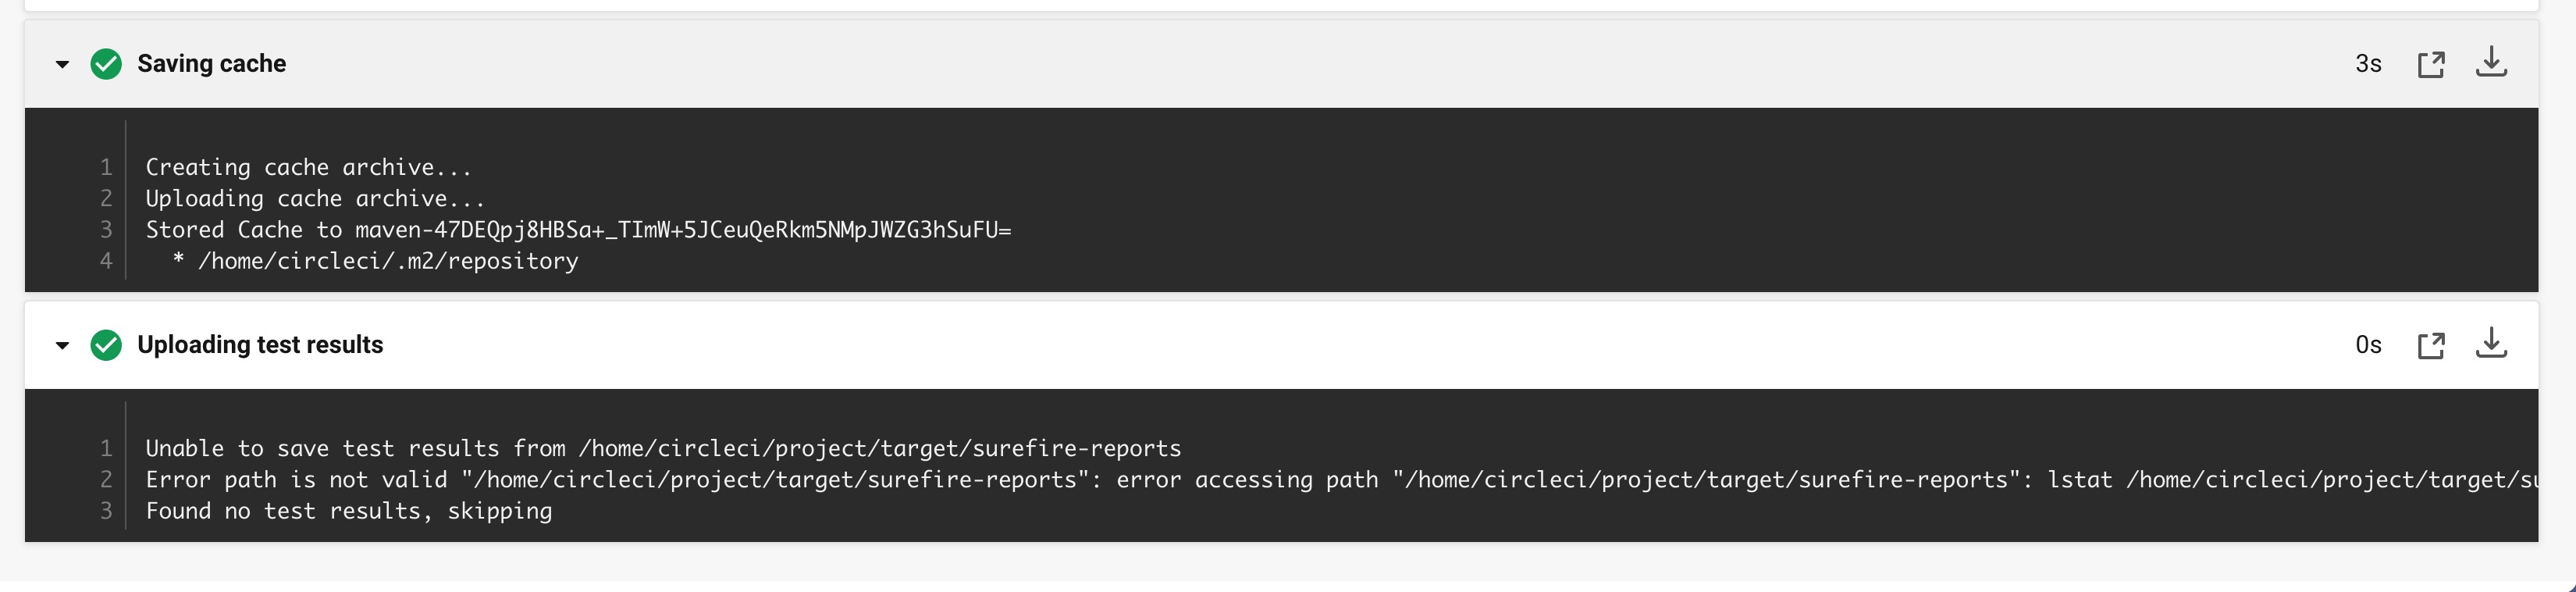 Saving cache
3s
1 Creating cache archive...
2 Uploading cache archive...
3 Stored Cache to maven-47DEQpj8HBSa+_TImW+5JCeuQeRkm5NMpJWZG3hSuFU=
4   * /home/circleci/.m2/repository
Uploading test results
0s
1 Unable to save test results from /home/circleci/project/target/surefire-reports
2 Error path is not valid "/home/circleci/project/target/surefire-reports": error accessing path "/home/circleci/project/target/surefire-reports": lstat /home/circleci/project/target/su
3 Found no test results, skipping